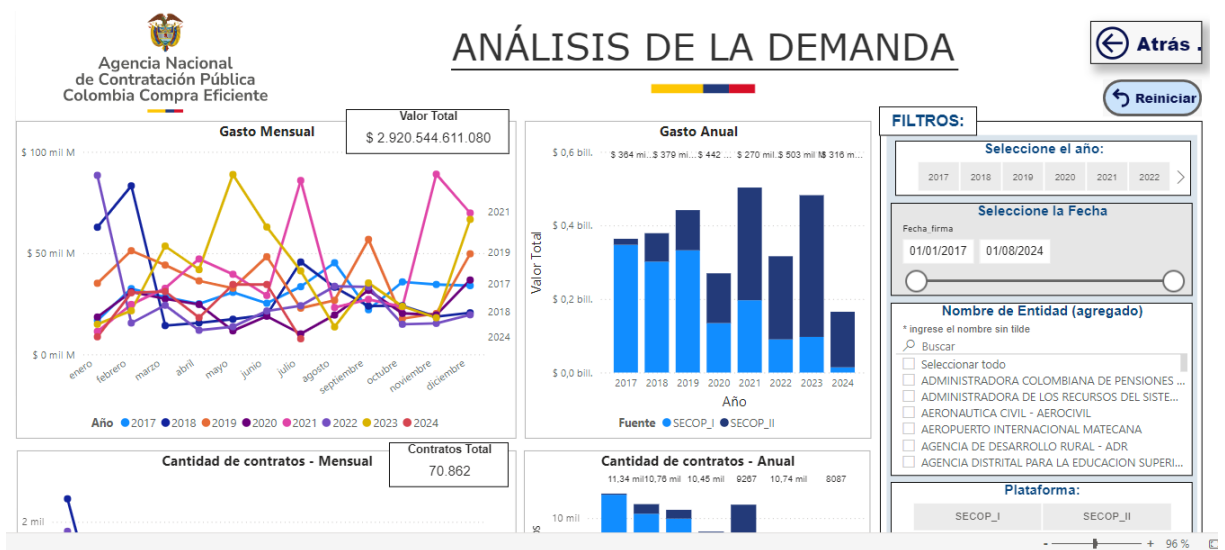 Agencia Nacional
de Contratación Pública
Colombia Compra Eficiente
ANÁLISIS DE LA DEMANDA
Atrás .
Reiniciar
Gasto Mensual
Valor Total
$ 2.920.544.611.080
$ 100 mil M
$ 50 mil M
$ 0 mil M
2021
2019
2017
2018
2024
enero febrero marzo abril mayo junio julio agosto septiembre octubre noviembre diciembre
Año 2017 2018 2019 2020 2021 2022 2023 2024
Gasto Anual
$ 0,6 bill.
$ 364 mi... $ 379 mi... $ 442 ... $ 270 mil. $ 503 mil M $ 316 m...
$ 0,4 bill.
$ 0,2 bill.
$ 0,0 bill.
Valor Total
2017 2018 2019 2020 2021 2022 2023 2024
Año
Fuente SECOP_I SECOP_II
FILTROS:
Seleccione el año:
2017 2018 2019 2020 2021 2022
Seleccione la Fecha
Fecha_firma
01/01/2017 01/08/2024
Nombre de Entidad (agregado)
* ingrese el nombre sin tilde
Buscar
Seleccionar todo
ADMINISTRADORA COLOMBIANA DE PENSIONES ...
ADMINISTRADORA DE LOS RECURSOS DEL SISTE...
AERONAUTICA CIVIL - AEROCIVIL
AEROPUERTO INTERNACIONAL MATECANA
AGENCIA DE DESARROLLO RURAL - ADR
AGENCIA DISTRITAL PARA LA EDUCACION SUPERI...
Plataforma:
SECOP_I SECOP_II
Cantidad de contratos - Mensual
Contratos Total
70.862
2 mil
Cantidad de contratos - Anual
11,34 mil 10,76 mil 10,45 mil 9267 10,74 mil 8087
10 mil
- + 96 %